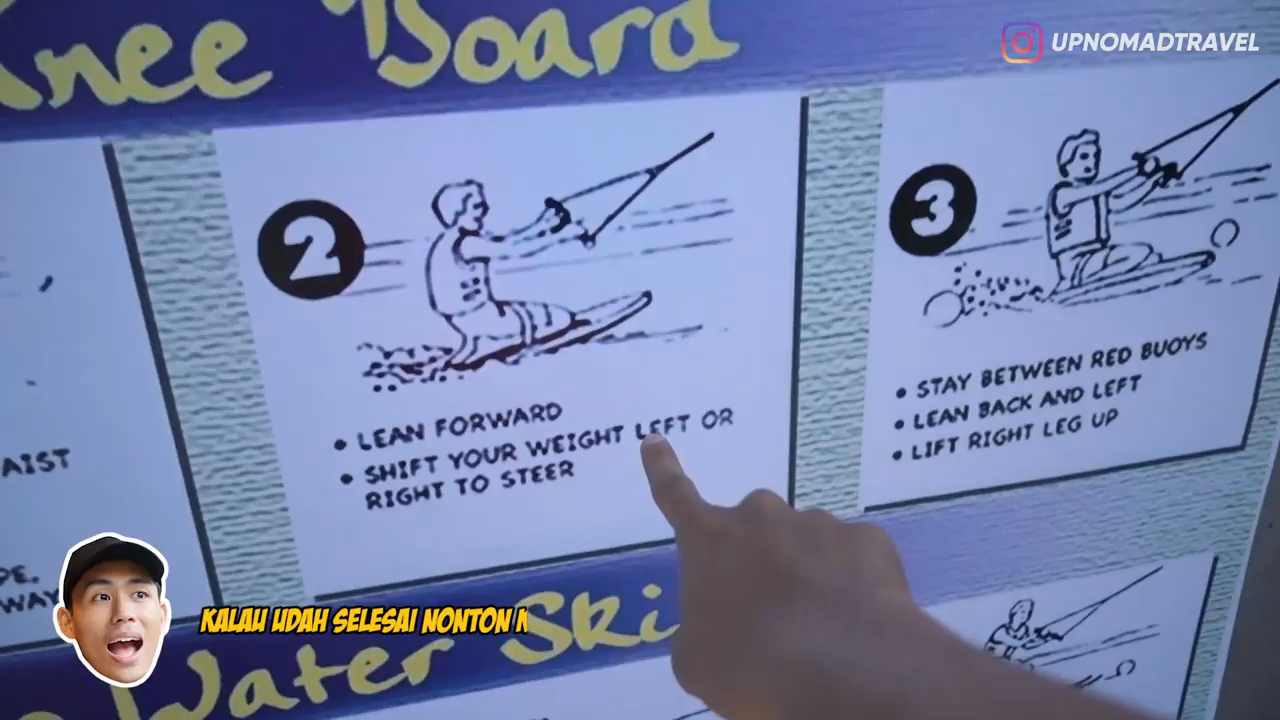 Knee Board
UPNOMADTRAVEL
2
3
LEAN FORWARD
SHIFT YOUR WEIGHT LEFT OR
RIGHT TO STEER
STAY BETWEEN RED BUOYS
LEAN BACK AND LEFT
LIFT RIGHT LEG UP
KALAU UDAH SELESAI NONTON
Water Ski